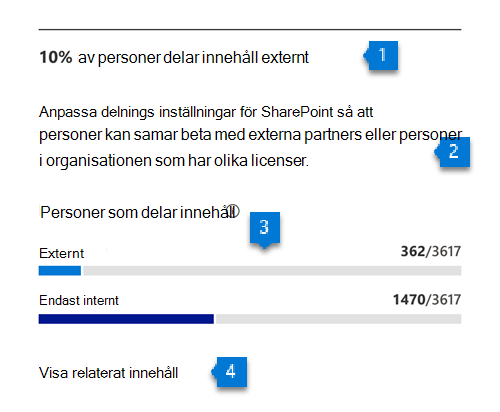 10% av personer delar innehåll externt
1
Anpassa delnings inställningar för SharePoint så att
personer kan samar beta med externa partners eller personer
i organisationen som har olika licenser.
2
Personer som delar innehåll
3
Externt 362/3617
Endast internt 1470/3617
Visa relaterat innehåll
4